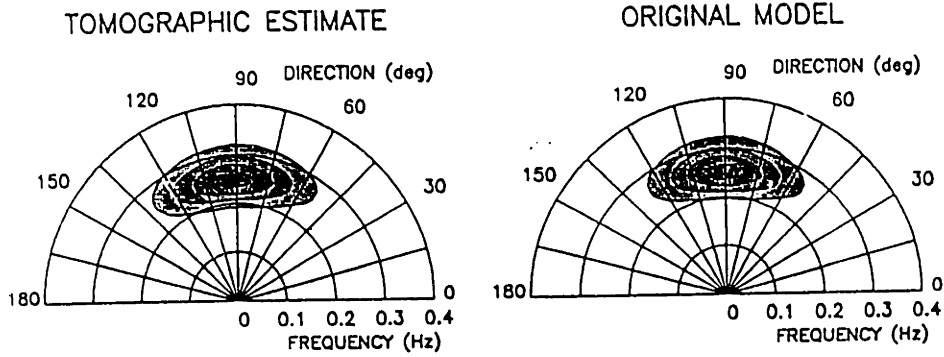 TOMOGRAPHIC ESTIMATE
90 DIRECTION (deg)
120
60
150
30
180
0
0 0.1 0.2 0.3 0.4
FREQUENCY (Hz)
ORIGINAL MODEL
90 DIRECTION (deg)
120
60
150
30
180
0
0 0.1 0.2 0.3 0.4
FREQUENCY (Hz)